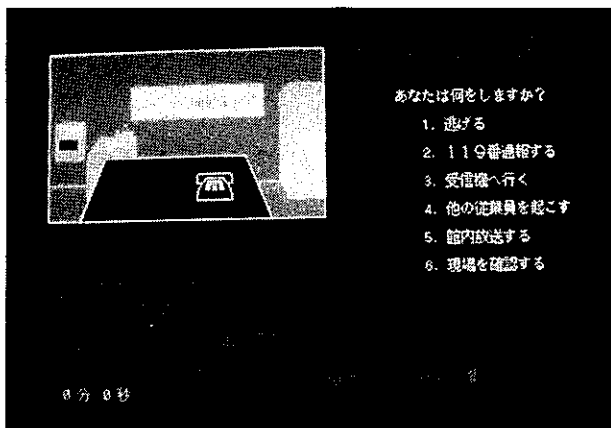 あなたは何をしますか?
1. 逃げる
2. 119番通報する
3. 受信機へ行く
4. 他の従業員を起こす
5. 館内放送する
6. 現場を確認する
0分 0秒